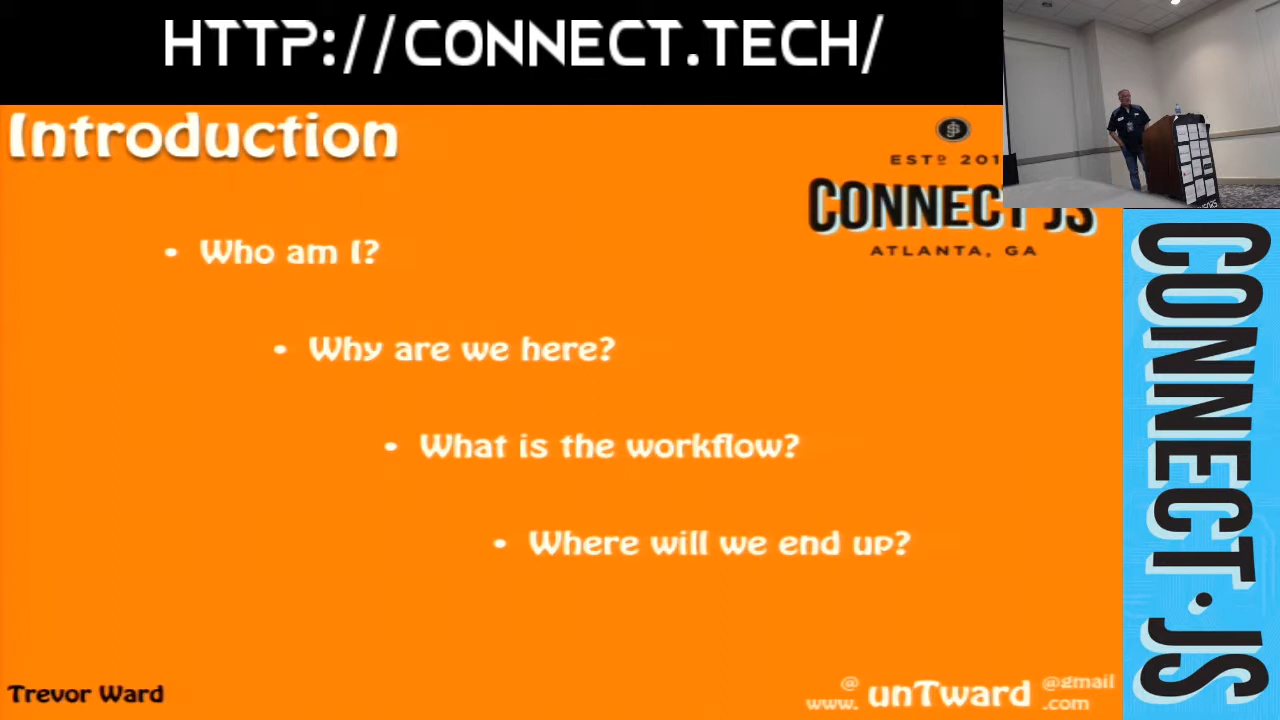 HTTP://CONNECT.TECH/
Introduction
ESTD 201
CONNECT JS
ATLANTA, GA
• Who am I?
• Why are we here?
• What is the workflow?
• Where will we end up?
Trevor Ward
@ unTward @gmail
www. .com
CONNECT.JS